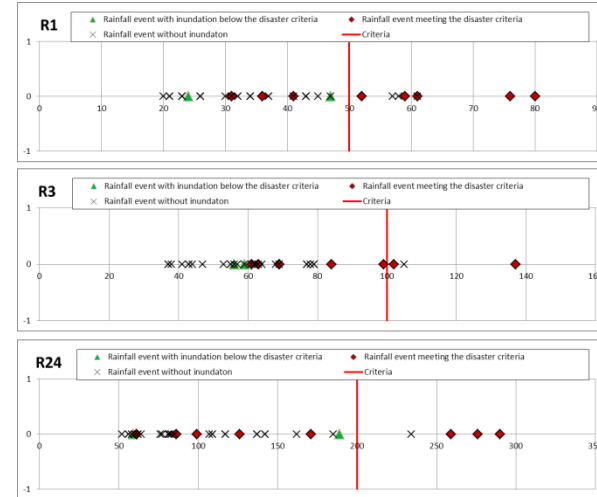 R1
Rainfall event with inundation below the disaster criteria Rainfall event meeting the disaster criteria
Rainfall event without inundaton Criteria
1
0
-1
0 10 20 30 40 50 60 70 80 90
R3
Rainfall event with inundation below the disaster criteria Rainfall event meeting the disaster criteria
Rainfall event without inundaton Criteria
1
0
-1
0 20 40 60 80 100 120 140 160
R24
Rainfall event with inundation below the disaster criteria Rainfall event meeting the disaster criteria
Rainfall event without inundaton Criteria
1
0
-1
0 50 100 150 200 250 300 350